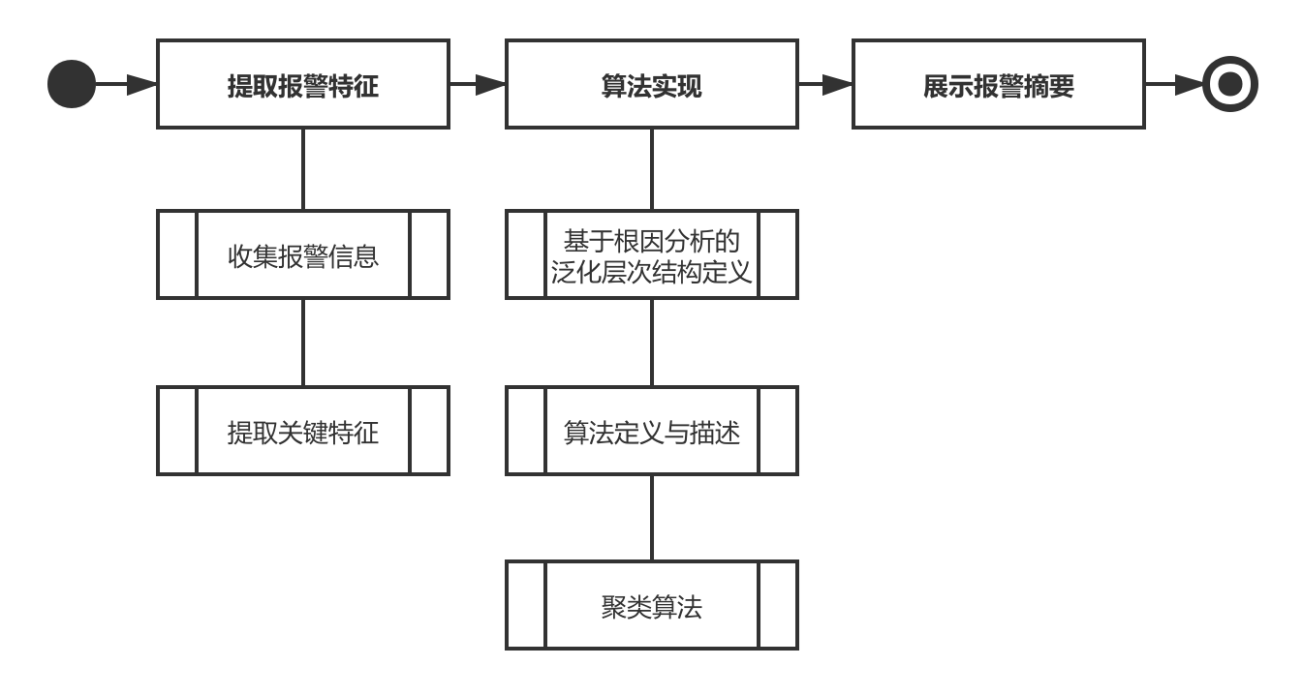 提取报警特征
算法实现
展示报警摘要
收集报警信息
基于根因分析的
泛化层次结构定义
提取关键特征
算法定义与描述
聚类算法